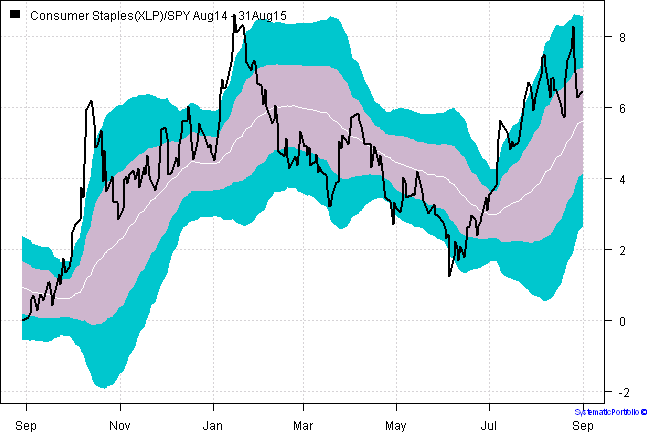 Consumer Staples(XLP)/SPY Aug14 - 31Aug15
8
6
4
2
0
-2
Sep Nov Jan Mar May Jul Sep
SystematicPortfolio ©